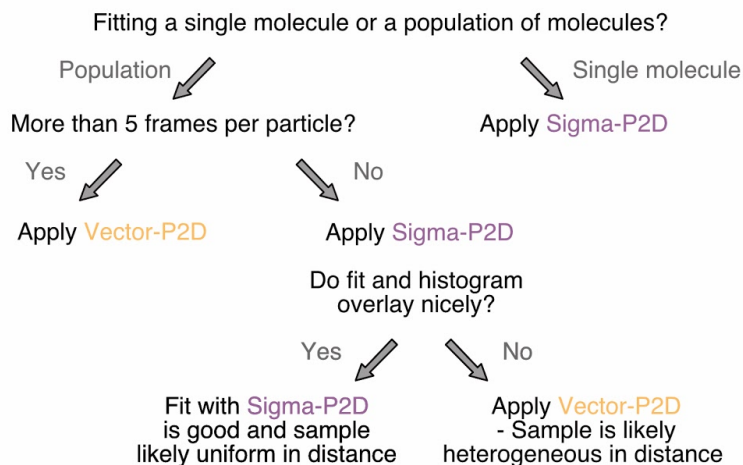 Fitting a single molecule or a population of molecules?
Population
Single molecule
More than 5 frames per particle?
Apply Sigma-P2D
Yes
No
Apply Vector-P2D
Apply Sigma-P2D
Do fit and histogram
overlay nicely?
Yes
No
Fit with Sigma-P2D
is good and sample
likely uniform in distance
Apply Vector-P2D
- Sample is likely
heterogeneous in distance